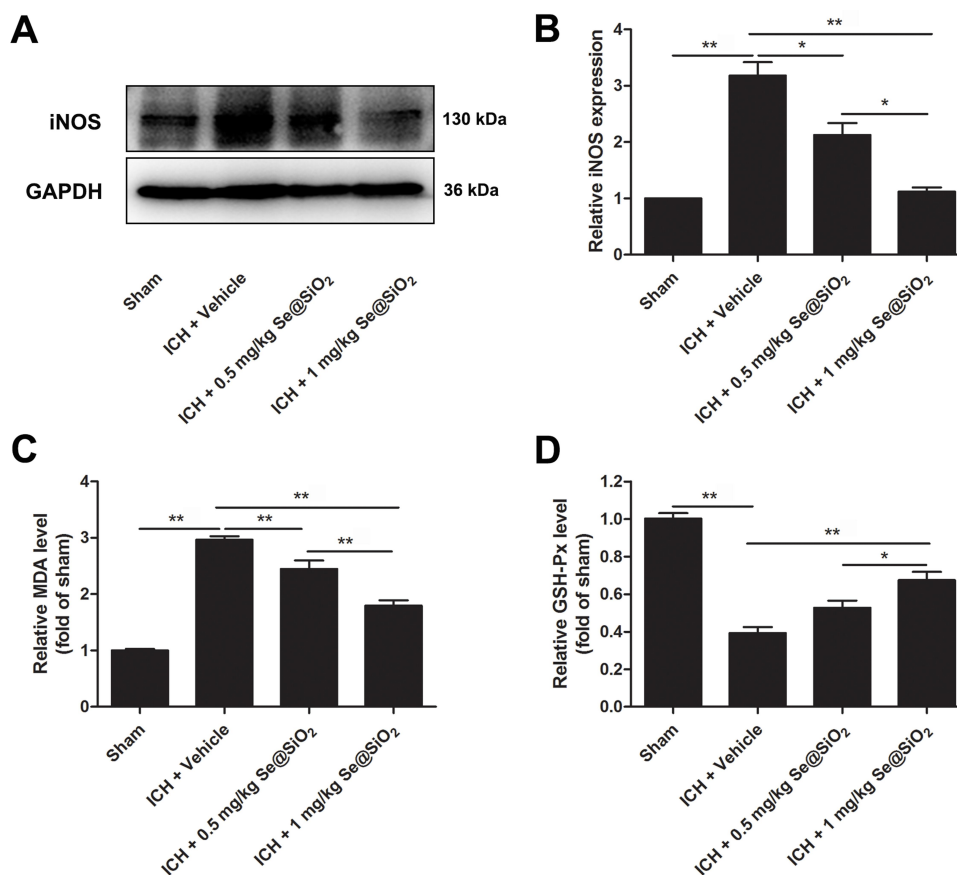 A
iNOS
130 kDa
GAPDH
36 kDa
Sham
ICH + Vehicle
ICH + 0.5 mg/kg Se@SiO₂
ICH + 1 mg/kg Se@SiO₂
B
Relative iNOS expression
4
3
2
1
0
**
**
*
*
Sham
ICH + Vehicle
ICH + 0.5 mg/kg Se@SiO₂
ICH + 1 mg/kg Se@SiO₂
C
Relative MDA level
(fold of sham)
4
3
2
1
0
**
**
**
**
Sham
ICH + Vehicle
ICH + 0.5 mg/kg Se@SiO₂
ICH + 1 mg/kg Se@SiO₂
D
Relative GSH-Px level
(fold of sham)
1.2
1.0
0.8
0.6
0.4
0.2
0.0
**
**
*
Sham
ICH + Vehicle
ICH + 0.5 mg/kg Se@SiO₂
ICH + 1 mg/kg Se@SiO₂